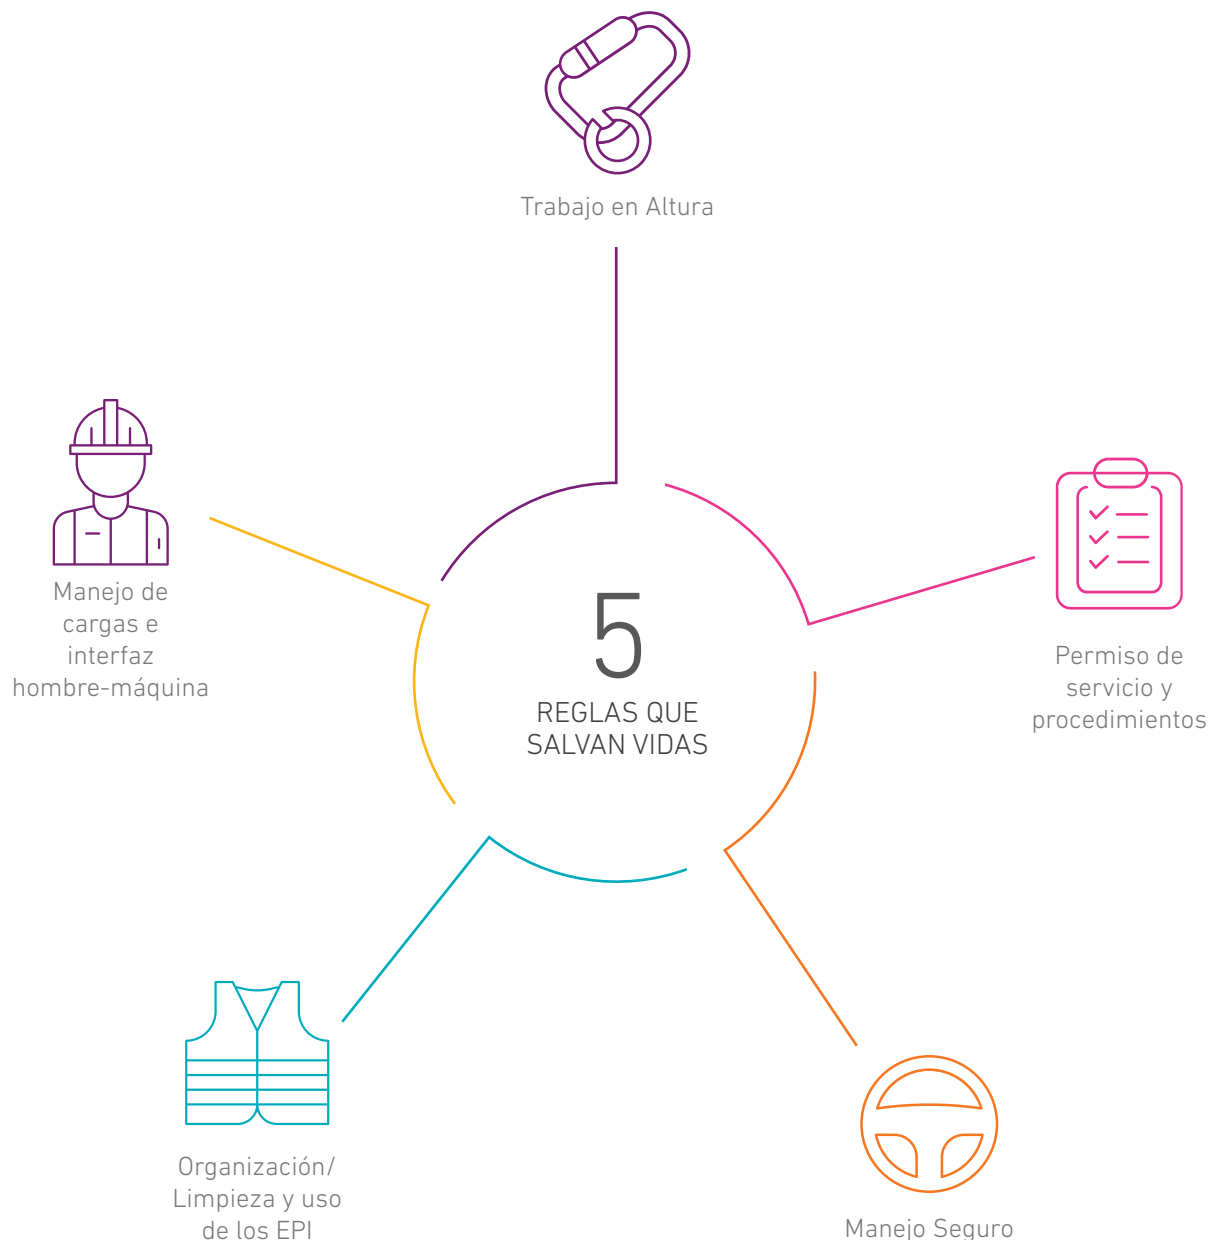 Trabajo en Altura
Manejo de
cargas e
interfaz
hombre-máquina
5
REGLAS QUE
SALVAN VIDAS
Permiso de
servicio y
procedimientos
Organización/
Limpieza y uso
de los EPI
Manejo Seguro